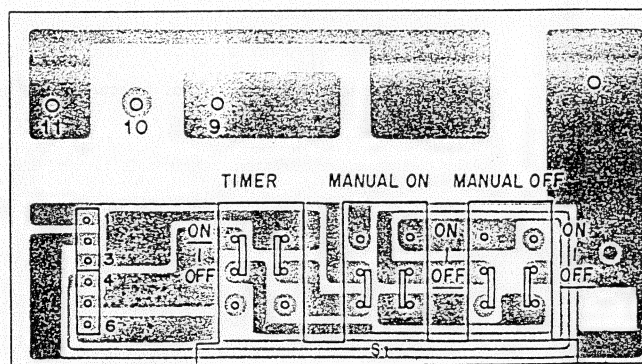 11 10 9
TIMER MANUAL ON MANUAL OFF
ON ON ON
3
4 OFF OFF OFF
6
S1